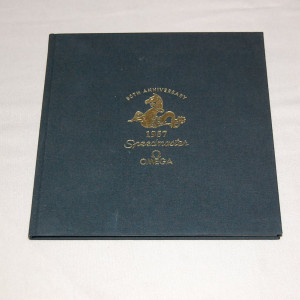 50TH ANNIVERSARY
1957
Speedmaster
Ω
OMEGA